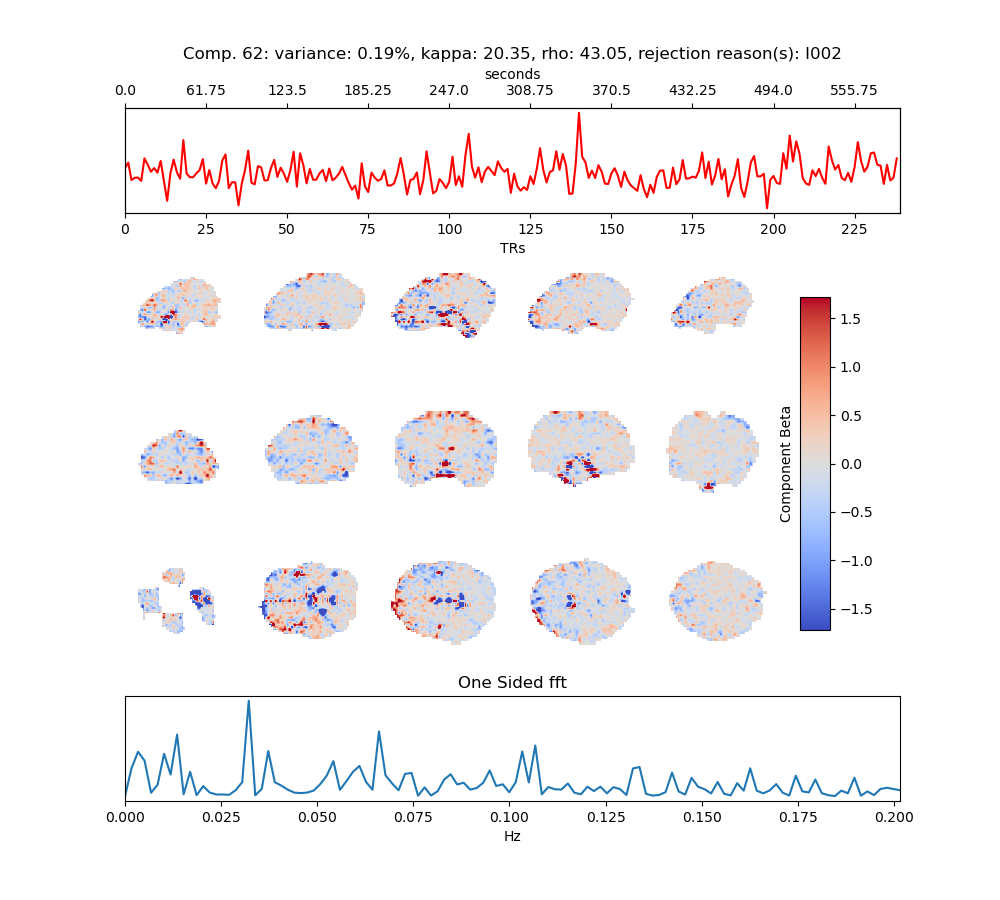 Comp. 62: variance: 0.19%, kappa: 20.35, rho: 43.05, rejection reason(s): I002
seconds
0.0 61.75 123.5 185.25 247.0 308.75 370.5 432.25 494.0 555.75
0 25 50 75 100 125 150 175 200 225
TRs
1.5
1.0
0.5
0.0
−0.5
−1.0
−1.5
Component Beta
One Sided fft
0.000 0.025 0.050 0.075 0.100 0.125 0.150 0.175 0.200
Hz